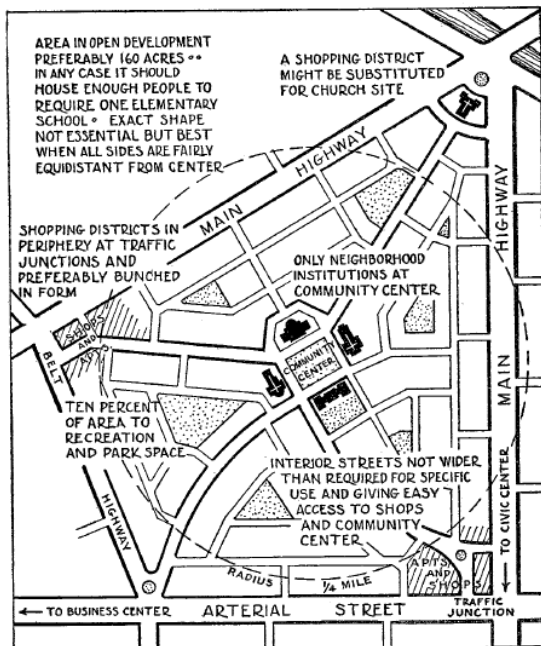 AREA IN OPEN DEVELOPMENT
PREFERABLY 160 ACRES • •
IN ANY CASE IT SHOULD
HOUSE ENOUGH PEOPLE TO
REQUIRE ONE ELEMENTARY
SCHOOL • EXACT SHAPE
NOT ESSENTIAL BUT BEST
WHEN ALL SIDES ARE FAIRLY
EQUIDISTANT FROM CENTER
A SHOPPING DISTRICT
MIGHT BE SUBSTITUTED
FOR CHURCH SITE
MAIN HIGHWAY
HIGHWAY
MAIN
SHOPPING DISTRICTS IN
PERIPHERY AT TRAFFIC
JUNCTIONS AND
PREFERABLY BUNCHED
IN FORM
ONLY NEIGHBORHOOD
INSTITUTIONS AT
COMMUNITY CENTER
SHOPS
AND
APTS
BELT
HIGHWAY
COMMUNITY
CENTER
TEN PERCENT
OF AREA TO
RECREATION
AND PARK SPACE
INTERIOR STREETS NOT WIDER
THAN REQUIRED FOR SPECIFIC
USE AND GIVING EASY
ACCESS TO SHOPS
AND COMMUNITY
CENTER
→ TO CIVIC CENTER
RADIUS 1/4 MILE
APTS
AND
SHOPS
← TO BUSINESS CENTER
ARTERIAL STREET
TRAFFIC
JUNCTION